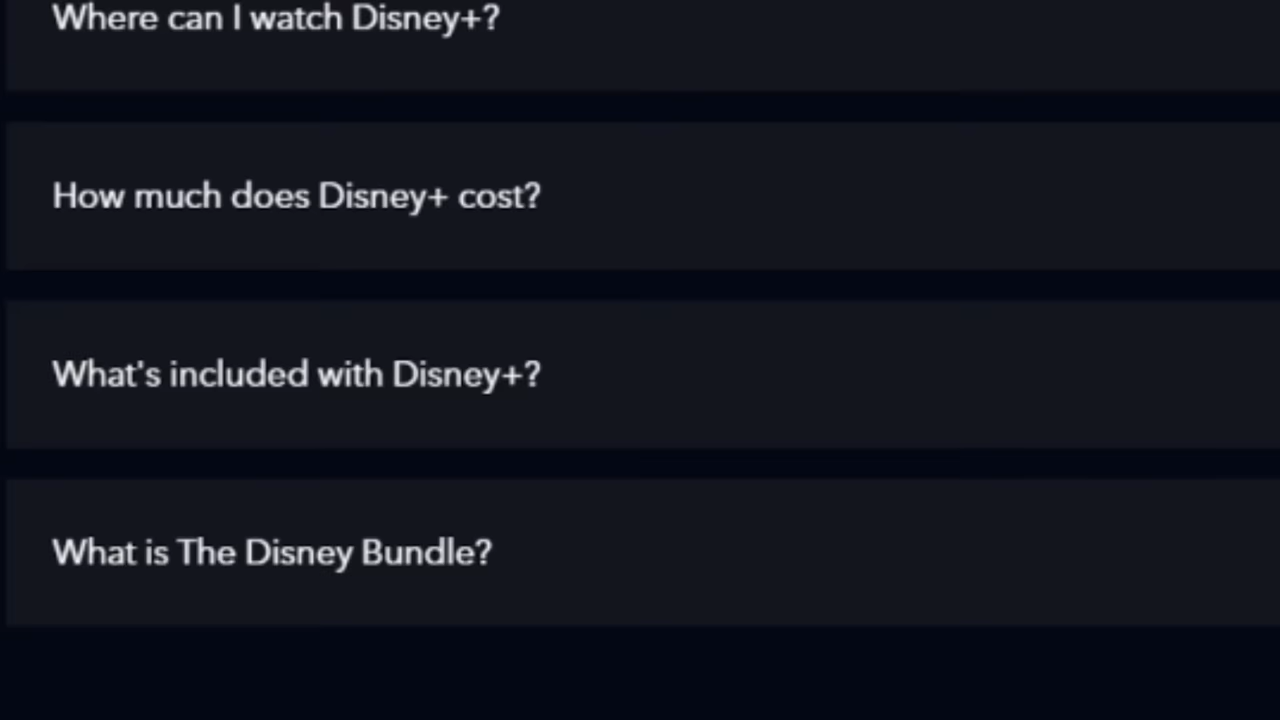 Where can I watch Disney+?
How much does Disney+ cost?
What's included with Disney+?
What is The Disney Bundle?